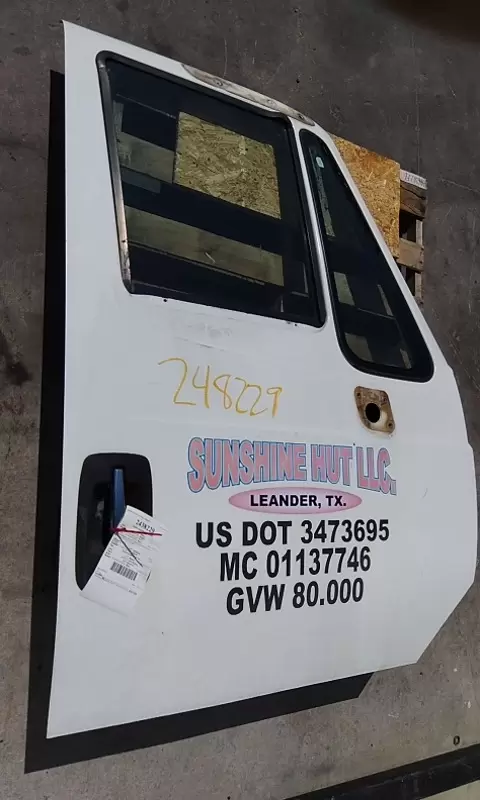 248229
SUNSHINE HUT LLC.
LEANDER, TX.
US DOT 3473695
MC 01137746
GVW 80.000